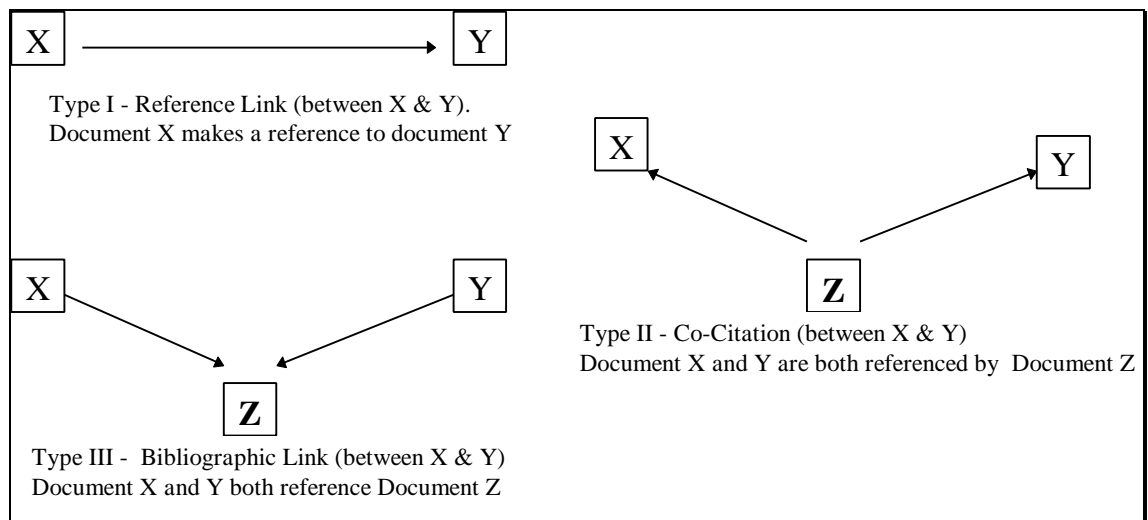 X Y
Type I - Reference Link (between X & Y).
Document X makes a reference to document Y
X Y
Z
Type II - Co-Citation (between X & Y)
Document X and Y are both referenced by Document Z
X Y
Z
Type III - Bibliographic Link (between X & Y)
Document X and Y both reference Document Z